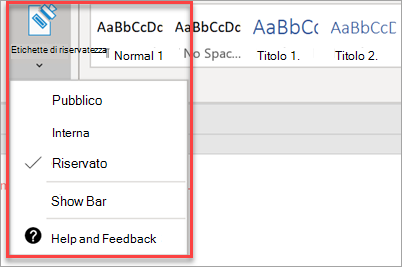 AaBbCcDc AaBbCcDc AaBbCc AaBbCcD
Etichette di riservatezza
Normal 1 No Spac... Titolo 1. Titolo 2.
Pubblico
Interna
Riservato
Show Bar
Help and Feedback